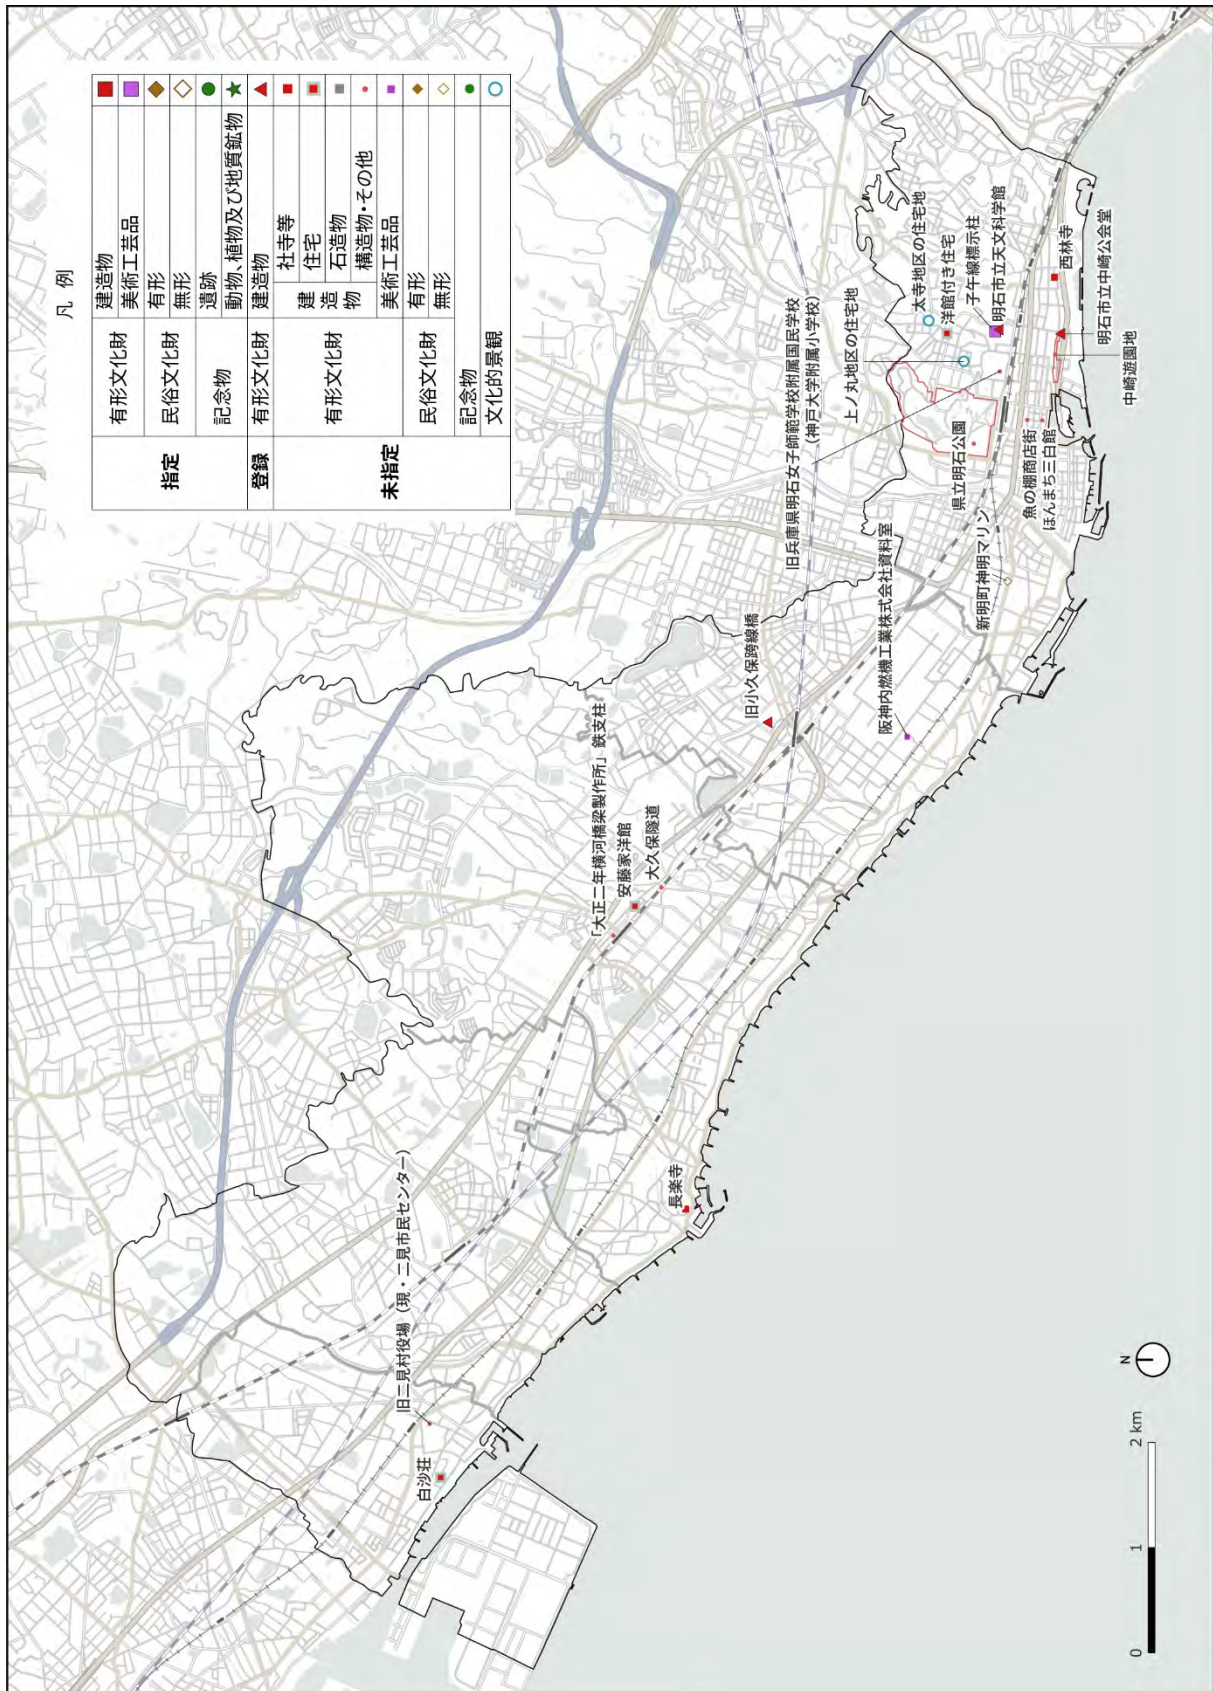 凡　例
指定
有形文化財
建造物
美術工芸品
民俗文化財
有形
無形
記念物
遺跡
動物、植物及び地質鉱物
登録
有形文化財
建造物
未指定
有形文化財
建造物
社寺等
住宅
石造物
構造物・その他
美術工芸品
民俗文化財
有形
無形
記念物
文化的景観
旧兵庫県明石女子師範学校附属国民学校
（神戸大学附属小学校）
上ノ丸地区の住宅地
太寺地区の住宅地
洋館付き住宅
子午線標示柱
明石市立天文科学館
西林寺
明石市立中崎公会堂
中崎遊園地
県立明石公園
魚の棚商店街
ほんまち三白館
新明町神明マリン
阪神内燃機工業株式会社資料室
旧小久保跨線橋
「大正二年横河橋梁製作所」鉄支柱
安藤家洋館
大久保隧道
長楽寺
旧二見村役場（現・二見市民センター）
白沙荘
N
0
1
2 km